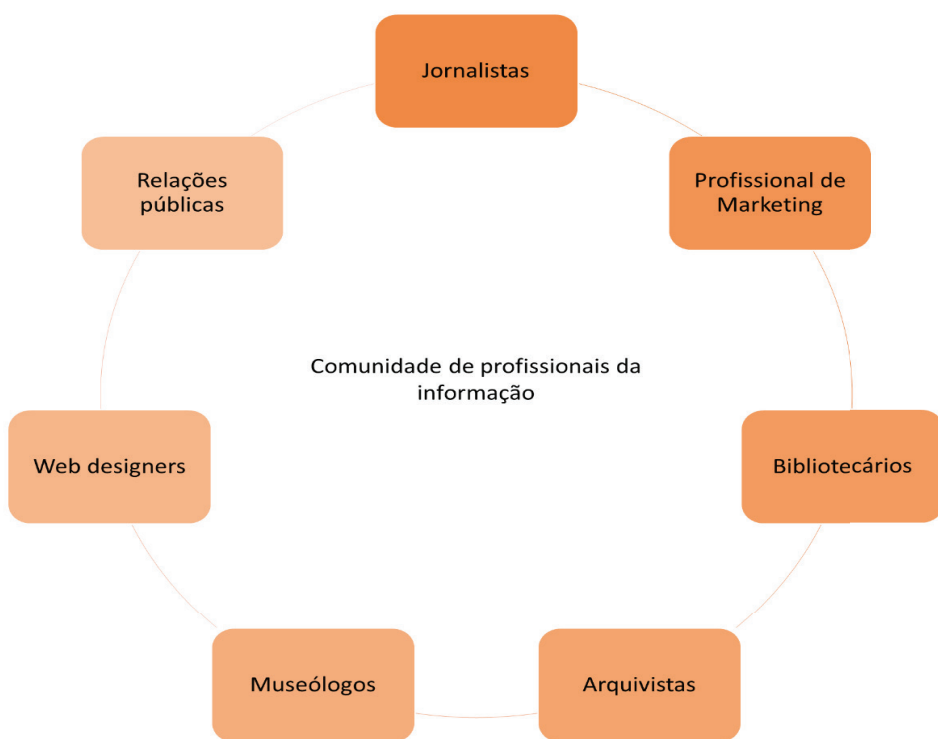 Jornalistas
Relações
públicas
Profissional de
Marketing
Comunidade de profissionais da
informação
Web designers
Bibliotecários
Museólogos
Arquivistas